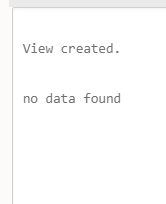 View created.
no data found